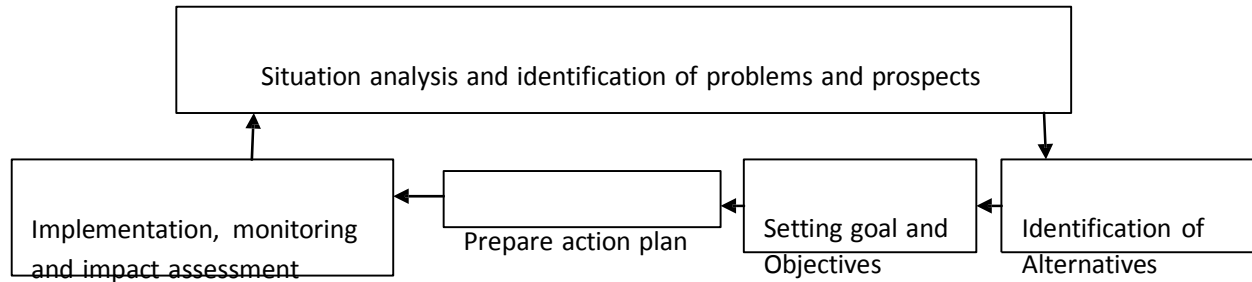 Situation analysis and identification of problems and prospects
Implementation, monitoring
and impact assessment
Prepare action plan
Setting goal and
Objectives
Identification of
Alternatives